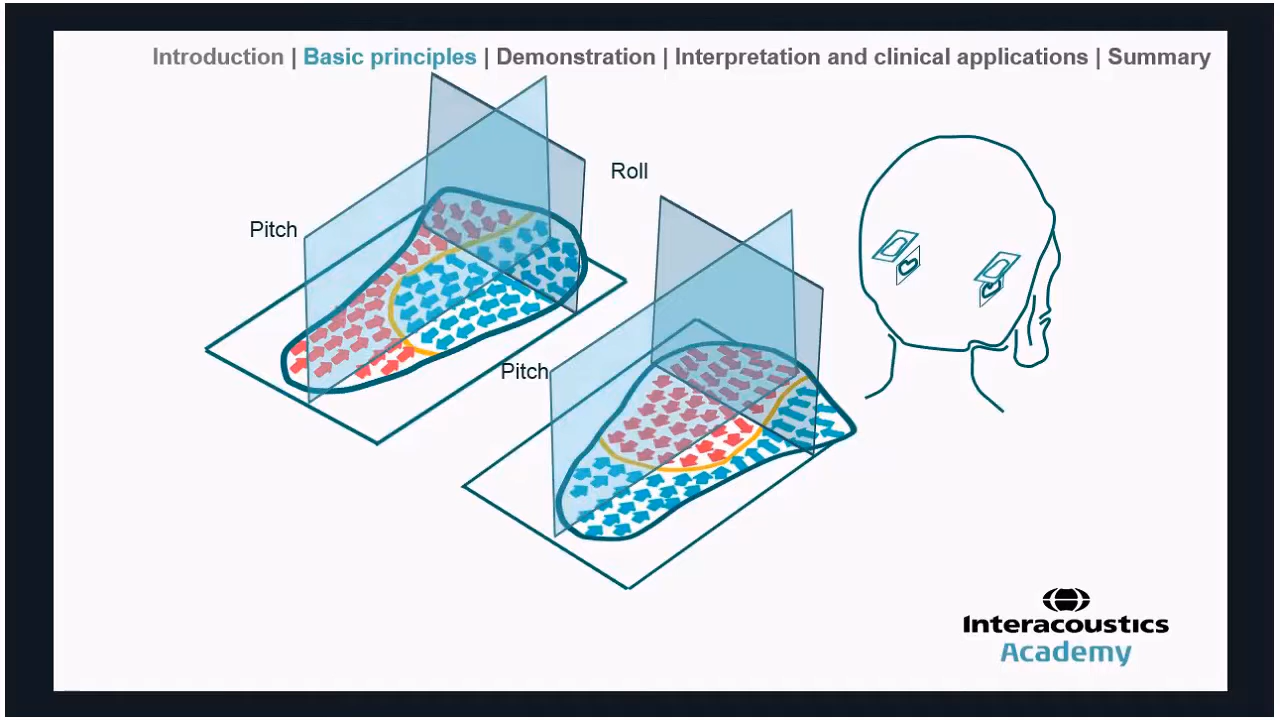 Introduction | Basic principles | Demonstration | Interpretation and clinical applications | Summary
Roll
Pitch
Pitch
Interacoustics
Academy